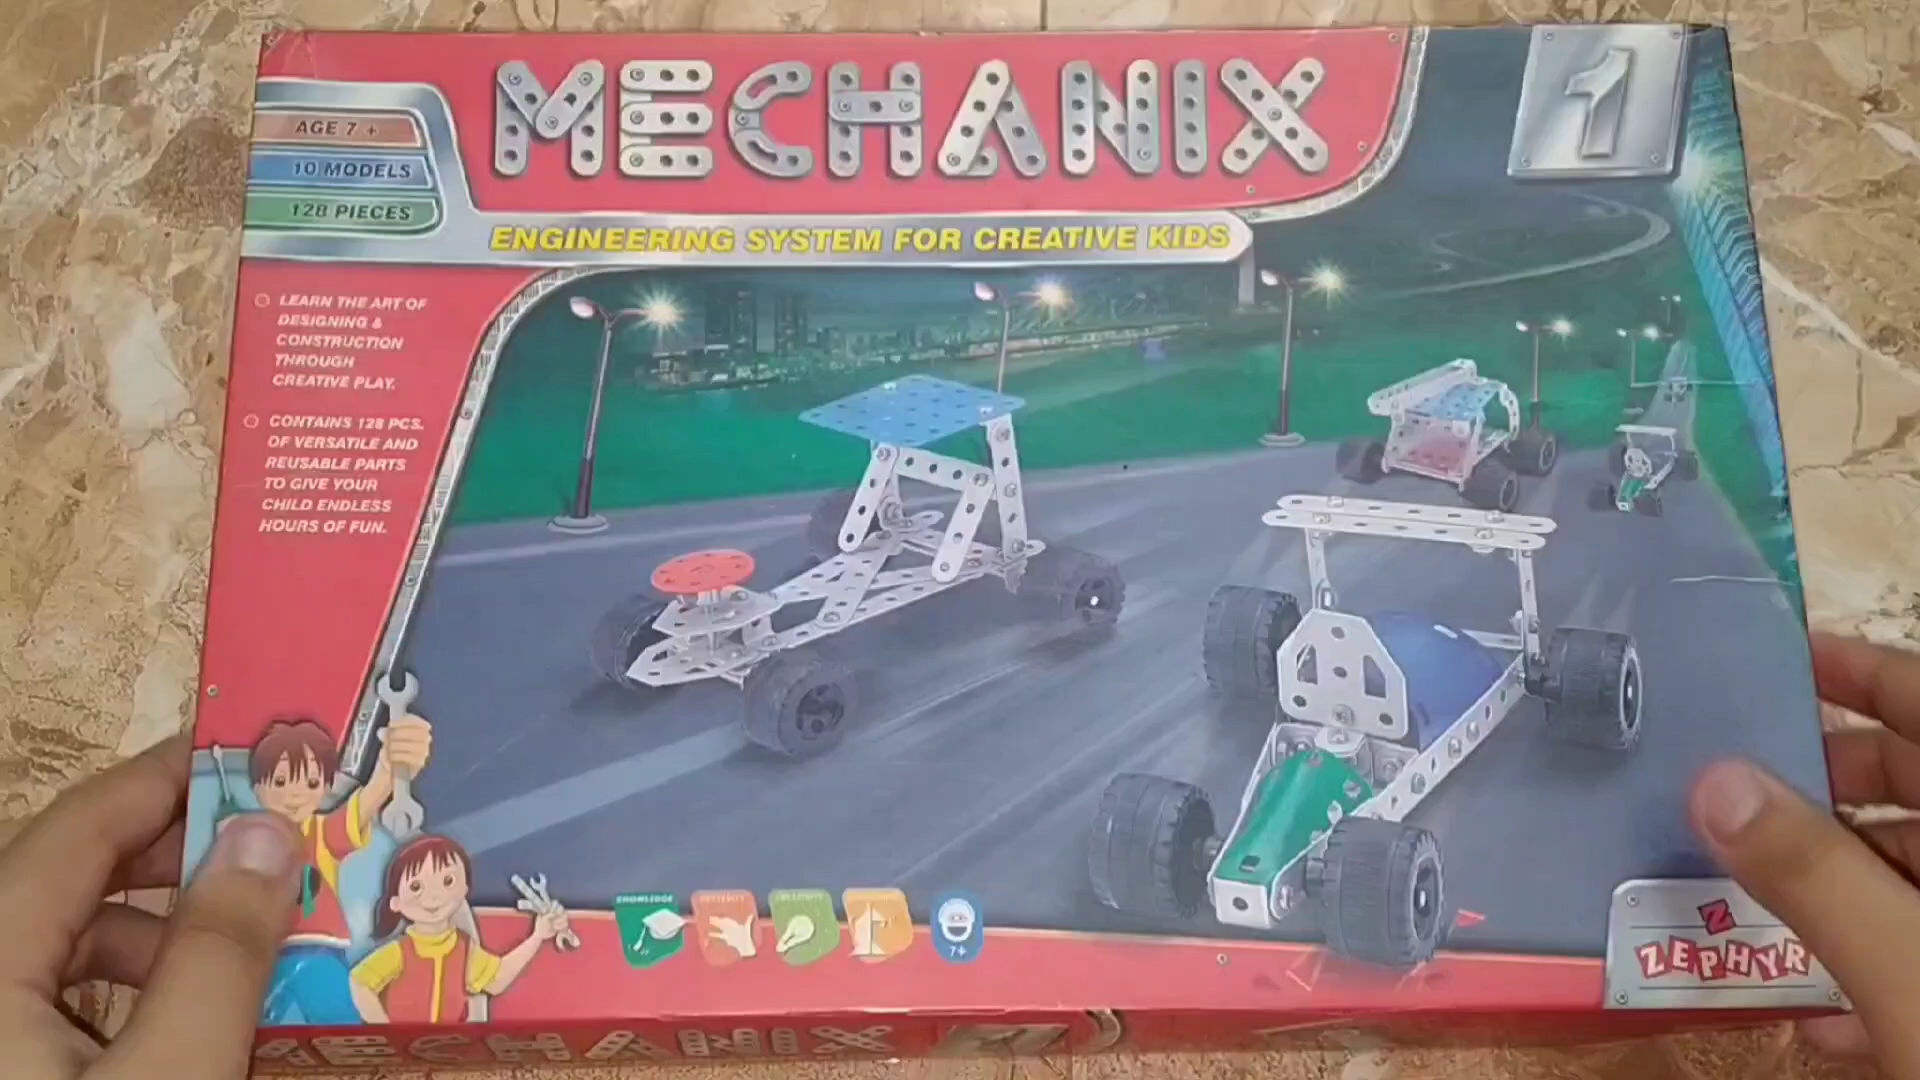 MECHANIX
1
AGE 7 +
10 MODELS
128 PIECES
ENGINEERING SYSTEM FOR CREATIVE KIDS
LEARN THE ART OF
DESIGNING &
CONSTRUCTION
THROUGH
CREATIVE PLAY.
CONTAINS 128 PCS.
OF VERSATILE AND
REUSABLE PARTS
TO GIVE YOUR
CHILD ENDLESS
HOURS OF FUN.
KNOWLEDGE
CREATIVITY
7+
Z
ZEPHYR
MECHANIX